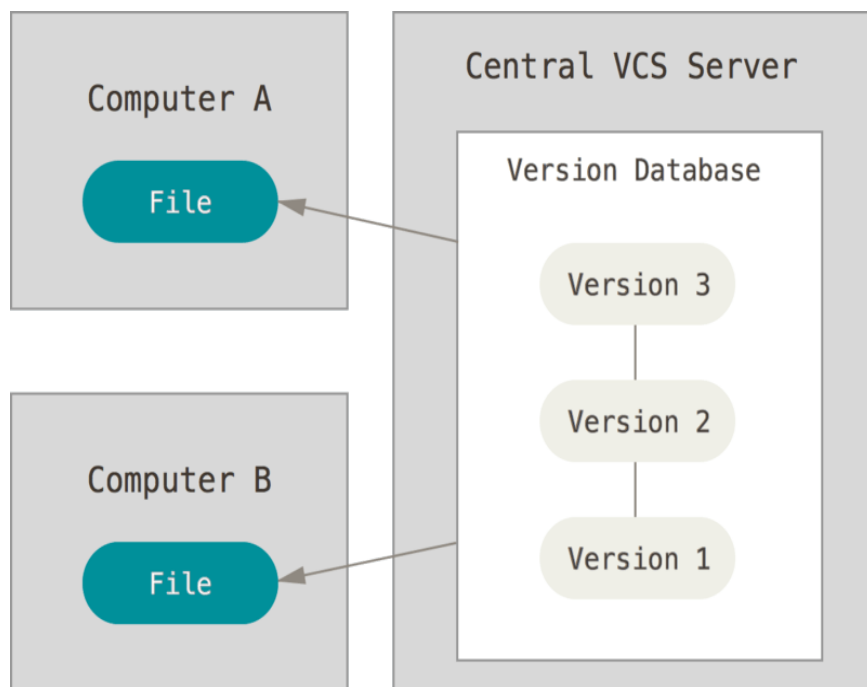 Computer A
File
Computer B
File
Central VCS Server
Version Database
Version 3
Version 2
Version 1